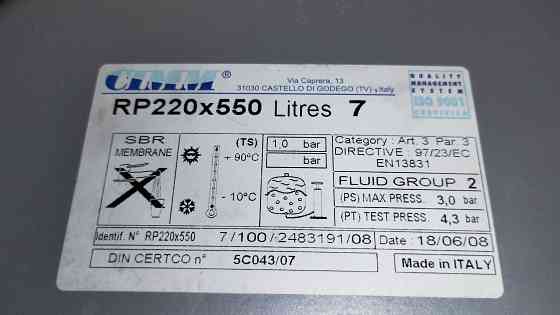 CIMM®
Via Caprera, 13
31030 CASTELLO di GODEGO (TV) - Italy
QUALITY
MANAGEMENT
SYSTEM
ISO 9001
CERTIFIED
RP220x550 Litres 7
SBR
MEMBRANE
(TS)
+ 90°C
- 10°C
1,0 bar
bar
Category: Art. 3 Par. 3
DIRECTIVE : 97/23/EC
EN13831
FLUID GROUP 2
(PS) MAX PRESS. 3,0 bar
(PT) TEST PRESS. 4,3 bar
Identif. N° RP220x550 7/100/2483191/08 Date : 18/06/08
DIN CERTCO n° 5C043/07
Made in ITALY